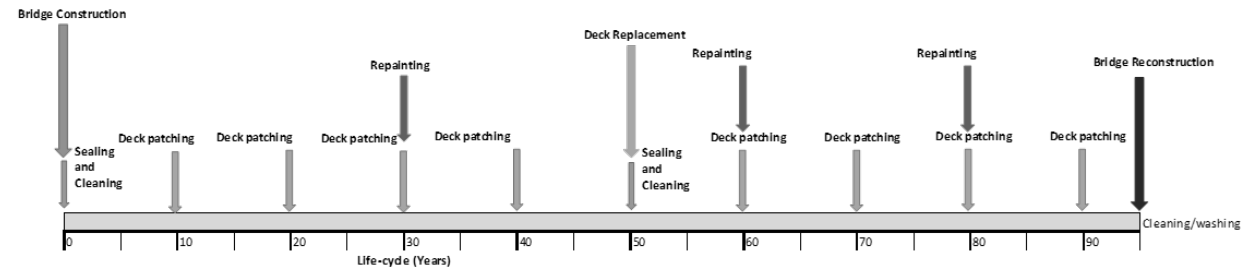 Bridge Construction
Deck Replacement
Repainting
Repainting
Repainting
Bridge Reconstruction
Deck patching
Deck patching
Deck patching
Deck patching
Deck patching
Deck patching
Deck patching
Deck patching
Sealing
and
Cleaning
Sealing
and
Cleaning
Cleaning/washing
0 10 20 30 40 50 60 70 80 90
Life-cycle (Years)